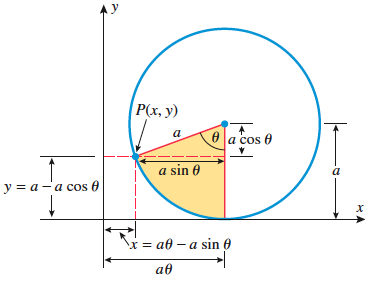 y
P(x, y)
a
θ
a cos θ
a sin θ
a
y = a – a cos θ
x
x = aθ – a sin θ
aθ